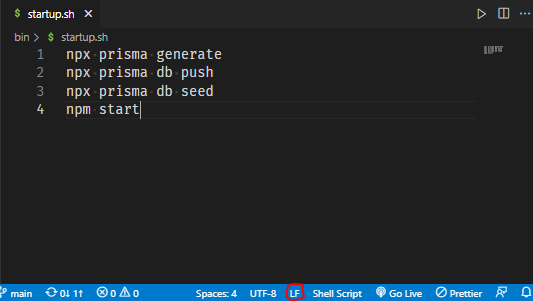 $ startup.sh
bin > $ startup.sh
1 npx prisma generate
2 npx prisma db push
3 npx prisma db seed
4 npm start
main 0↓ 1↑ 0 0 Spaces: 4 UTF-8 LF Shell Script Go Live Prettier